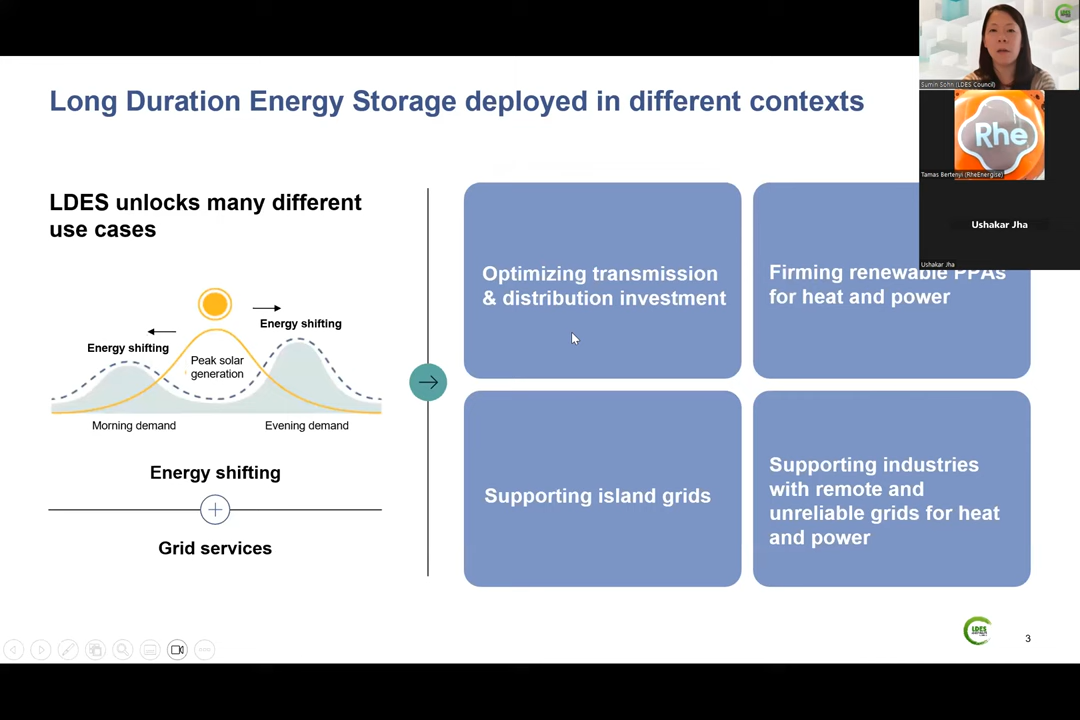 Long Duration Energy Storage deployed in different contexts
LDES unlocks many different
use cases
Energy shifting
Energy shifting
Peak solar
generation
Morning demand
Evening demand
Energy shifting
Grid services
Optimizing transmission
& distribution investment
Firming renewable PPAs
for heat and power
Supporting island grids
Supporting industries
with remote and
unreliable grids for heat
and power
LDES
3
Sumin Sohn (LDES Council)
Rhe
Tamas Bertenyi (RheEnergise)
Ushakar Jha
Ushakar Jha